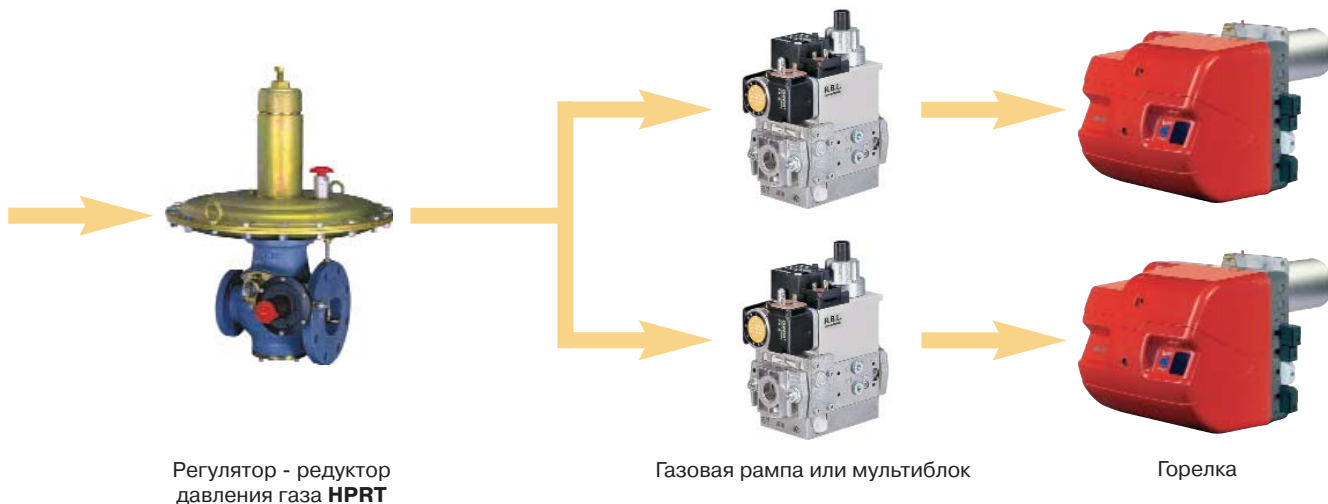 R.B.L.
R.B.L.
Регулятор - редуктор
давления газа HPRT
Газовая рампа или мультиблок
Горелка